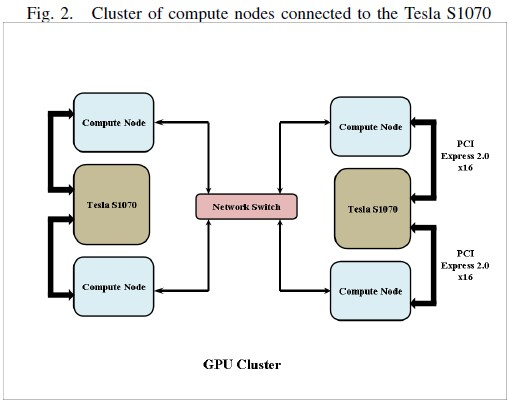 Fig. 2. Cluster of compute nodes connected to the Tesla S1070
Compute Node
Compute Node
PCI
Express 2.0
x16
Tesla S1070
Network Switch
Tesla S1070
PCI
Express 2.0
x16
Compute Node
Compute Node
GPU Cluster